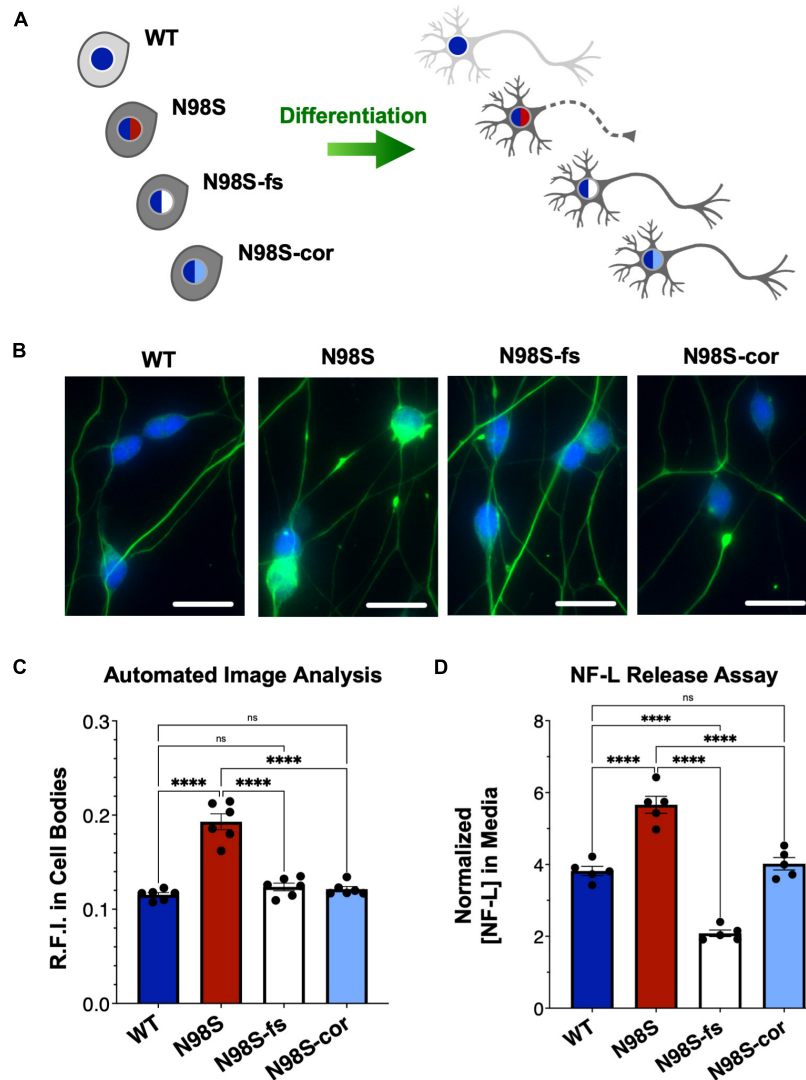 A
WT
N98S
N98S-fs
N98S-cor
Differentiation
B
WT
N98S
N98S-fs
N98S-cor
C
Automated Image Analysis
R.F.I. in Cell Bodies
0.3
0.2
0.1
0.0
ns
ns
****
****
****
WT
N98S
N98S-fs
N98S-cor
D
NF-L Release Assay
Normalized
[NF-L] in Media
8
6
4
2
0
ns
****
****
****
****
WT
N98S
N98S-fs
N98S-cor